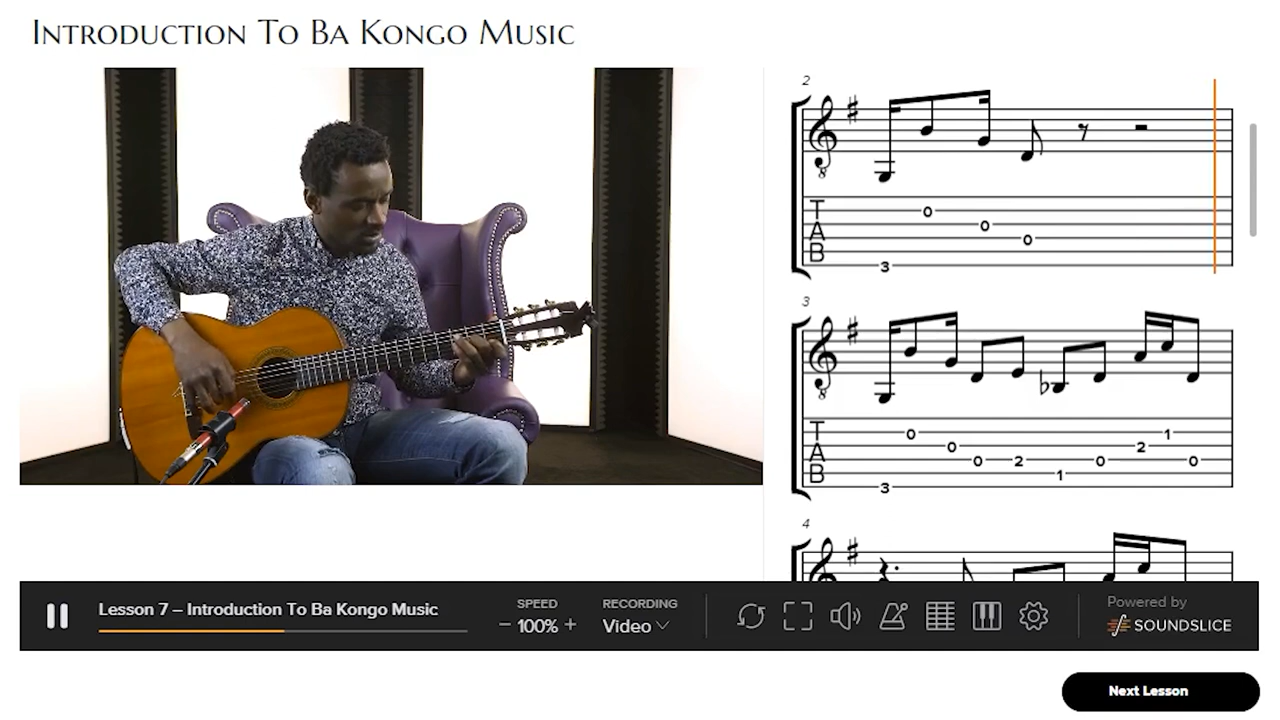 Introduction To Ba Kongo Music
2
8
T
A
B
0
0
0
3
3
8
T
A
B
0
1
0
2
0
2
0
0
1
3
4
Lesson 7 – Introduction To Ba Kongo Music
SPEED
− 100% +
RECORDING
Video
Powered by
SOUNDSLICE
Next Lesson